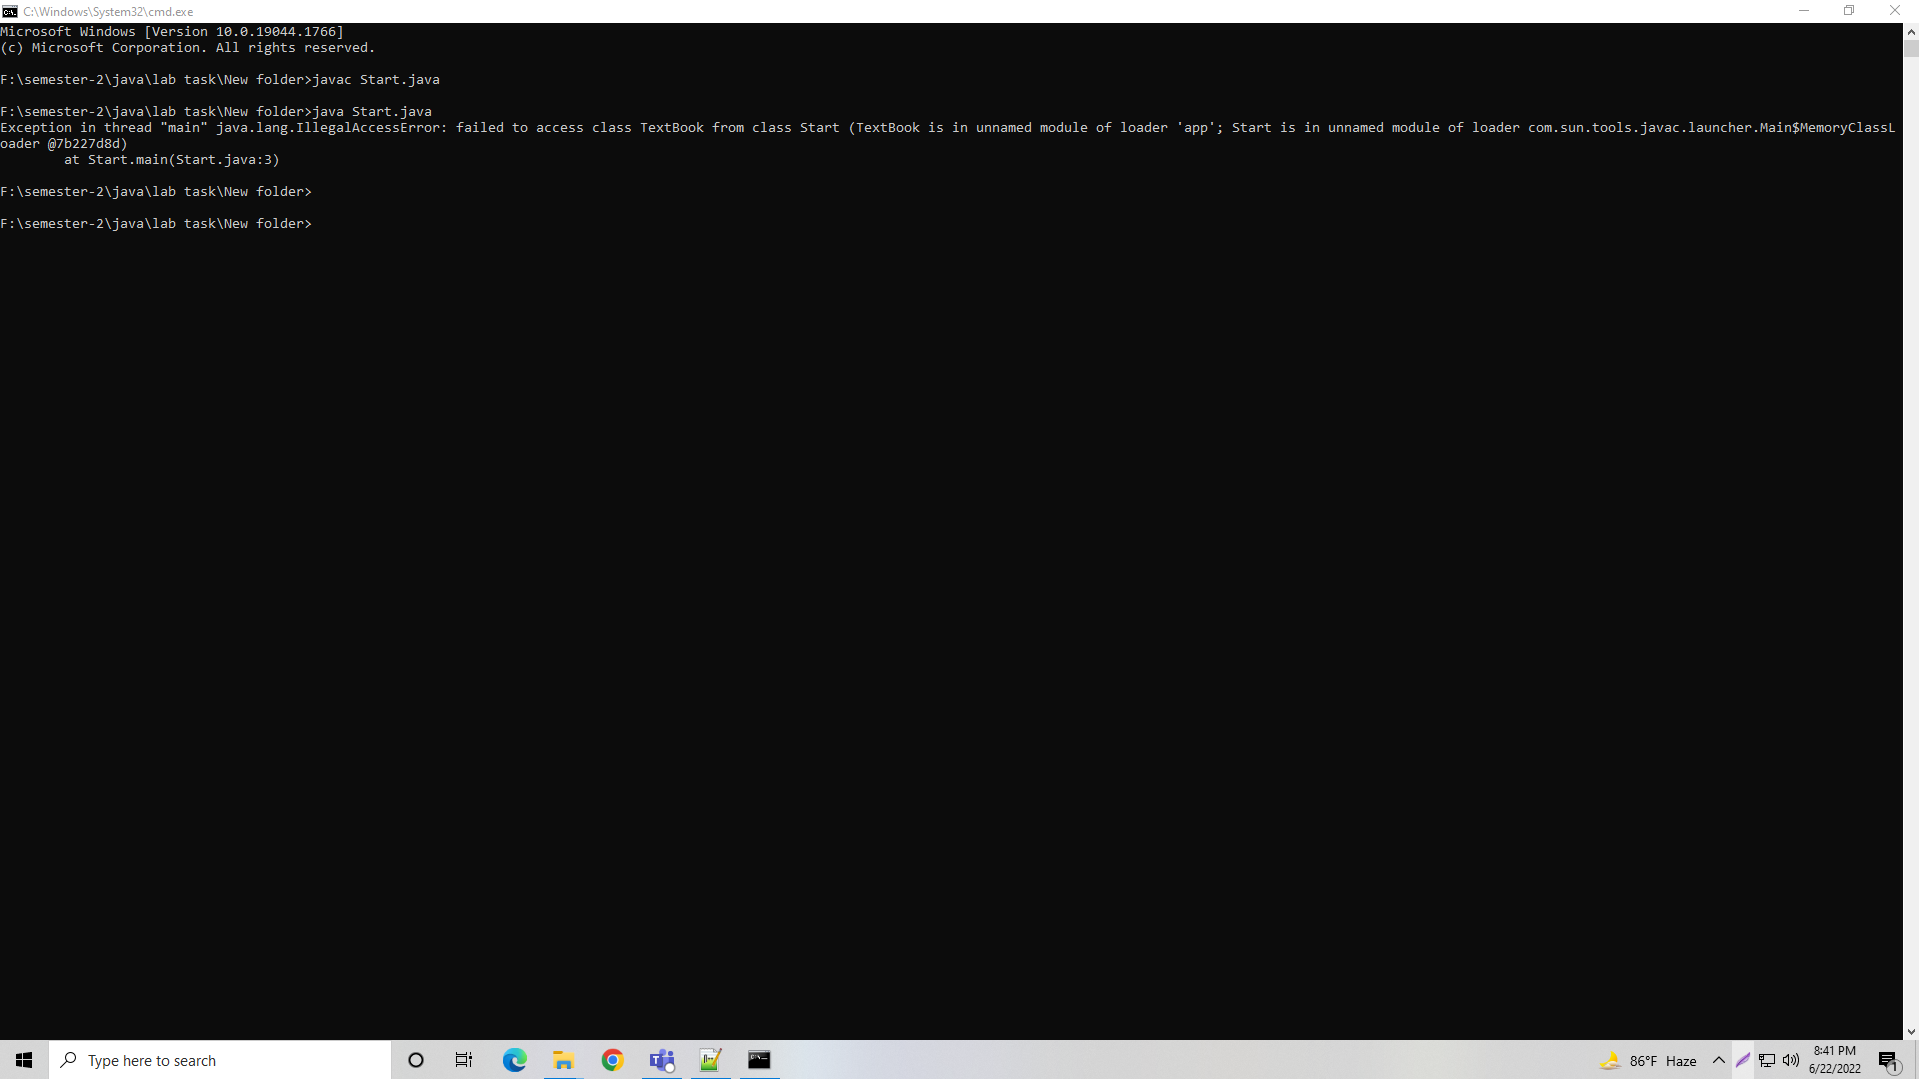 C:\Windows\System32\cmd.exe
Microsoft Windows [Version 10.0.19044.1766]
(c) Microsoft Corporation. All rights reserved.
F:\semester-2\java\lab task\New folder>javac Start.java
F:\semester-2\java\lab task\New folder>java Start.java
Exception in thread "main" java.lang.IllegalAccessError: failed to access class TextBook from class Start (TextBook is in unnamed module of loader 'app'; Start is in unnamed module of loader com.sun.tools.javac.launcher.Main$MemoryClassL
oader @7b227d8d)
at Start.main(Start.java:3)
F:\semester-2\java\lab task\New folder>
F:\semester-2\java\lab task\New folder>
Type here to search
86°F Haze
8:41 PM
6/22/2022
1